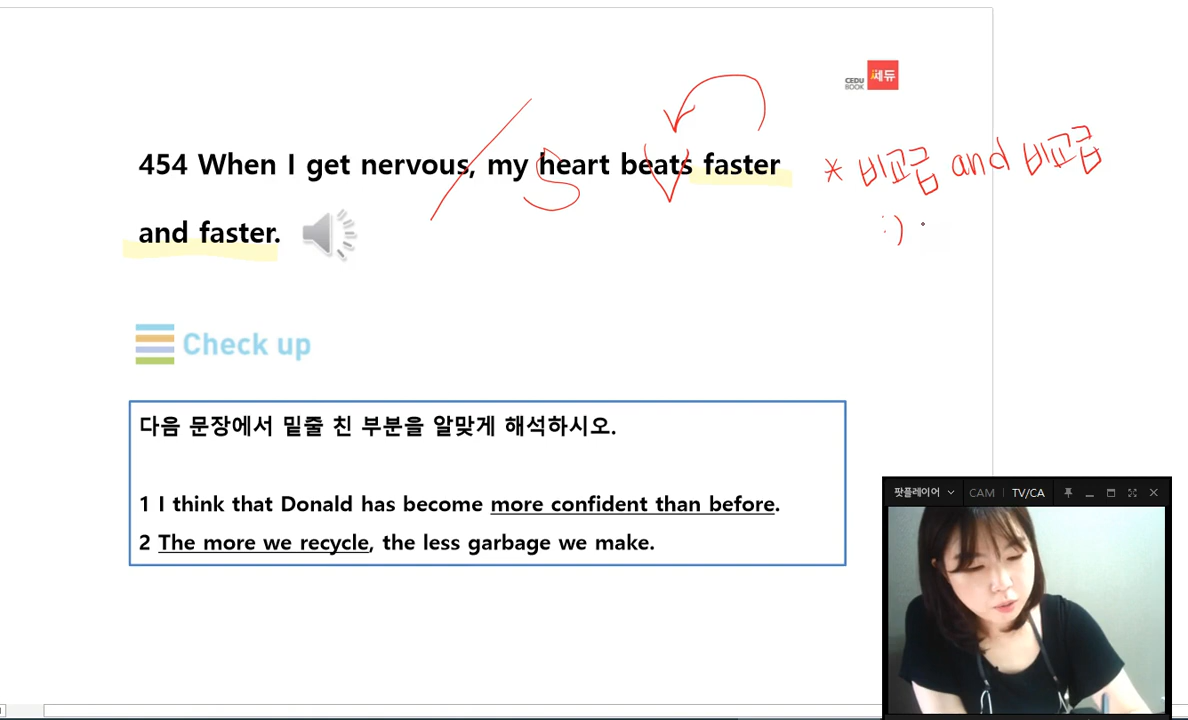 CEDU
BOOK
쎄듀
454 When I get nervous, my heart beats faster
and faster.
S
V
* 비교급 and 비교급
:)
Check up
다음 문장에서 밑줄 친 부분을 알맞게 해석하시오.
1 I think that Donald has become more confident than before.
2 The more we recycle, the less garbage we make.
팟플레이어
CAM
TV/CA